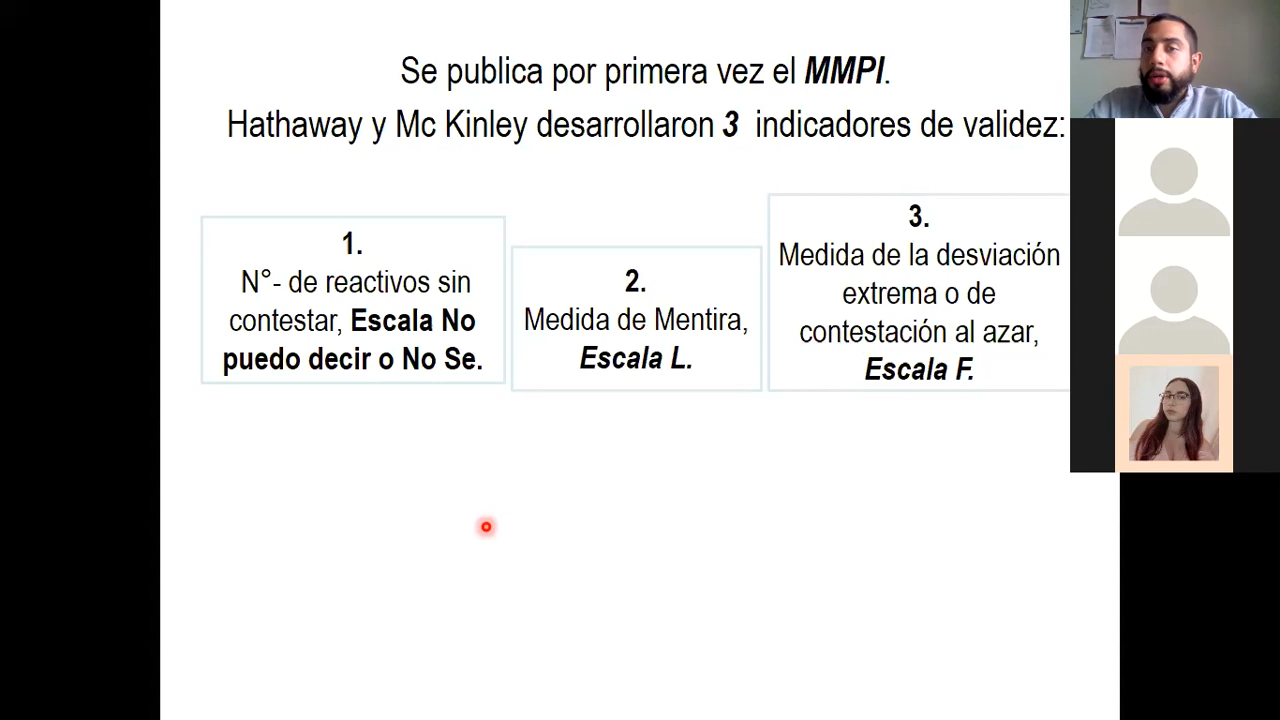 Se publica por primera vez el MMPI.
Hathaway y Mc Kinley desarrollaron 3 indicadores de validez:
1.
N°- de reactivos sin
contestar, Escala No
puedo decir o No Se.
2.
Medida de Mentira,
Escala L.
3.
Medida de la desviación
extrema o de
contestación al azar,
Escala F.